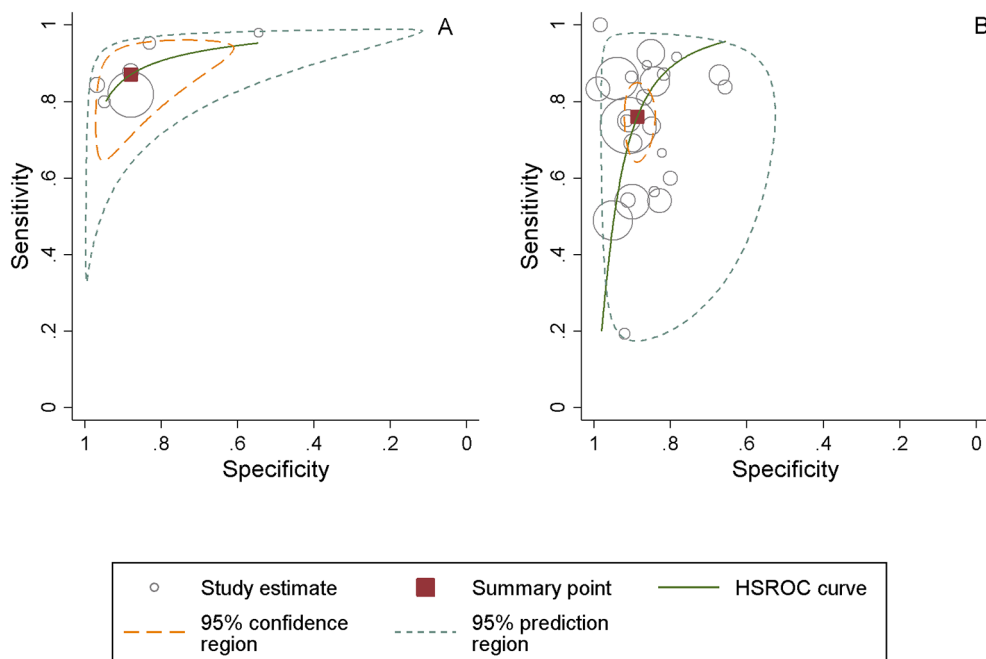 A
B
1
.8
.6
.4
.2
0
Sensitivity
1 .8 .6 .4 .2 0
Specificity
1
.8
.6
.4
.2
0
Sensitivity
1 .8 .6 .4 .2 0
Specificity
Study estimate Summary point HSROC curve
95% confidence region 95% prediction region